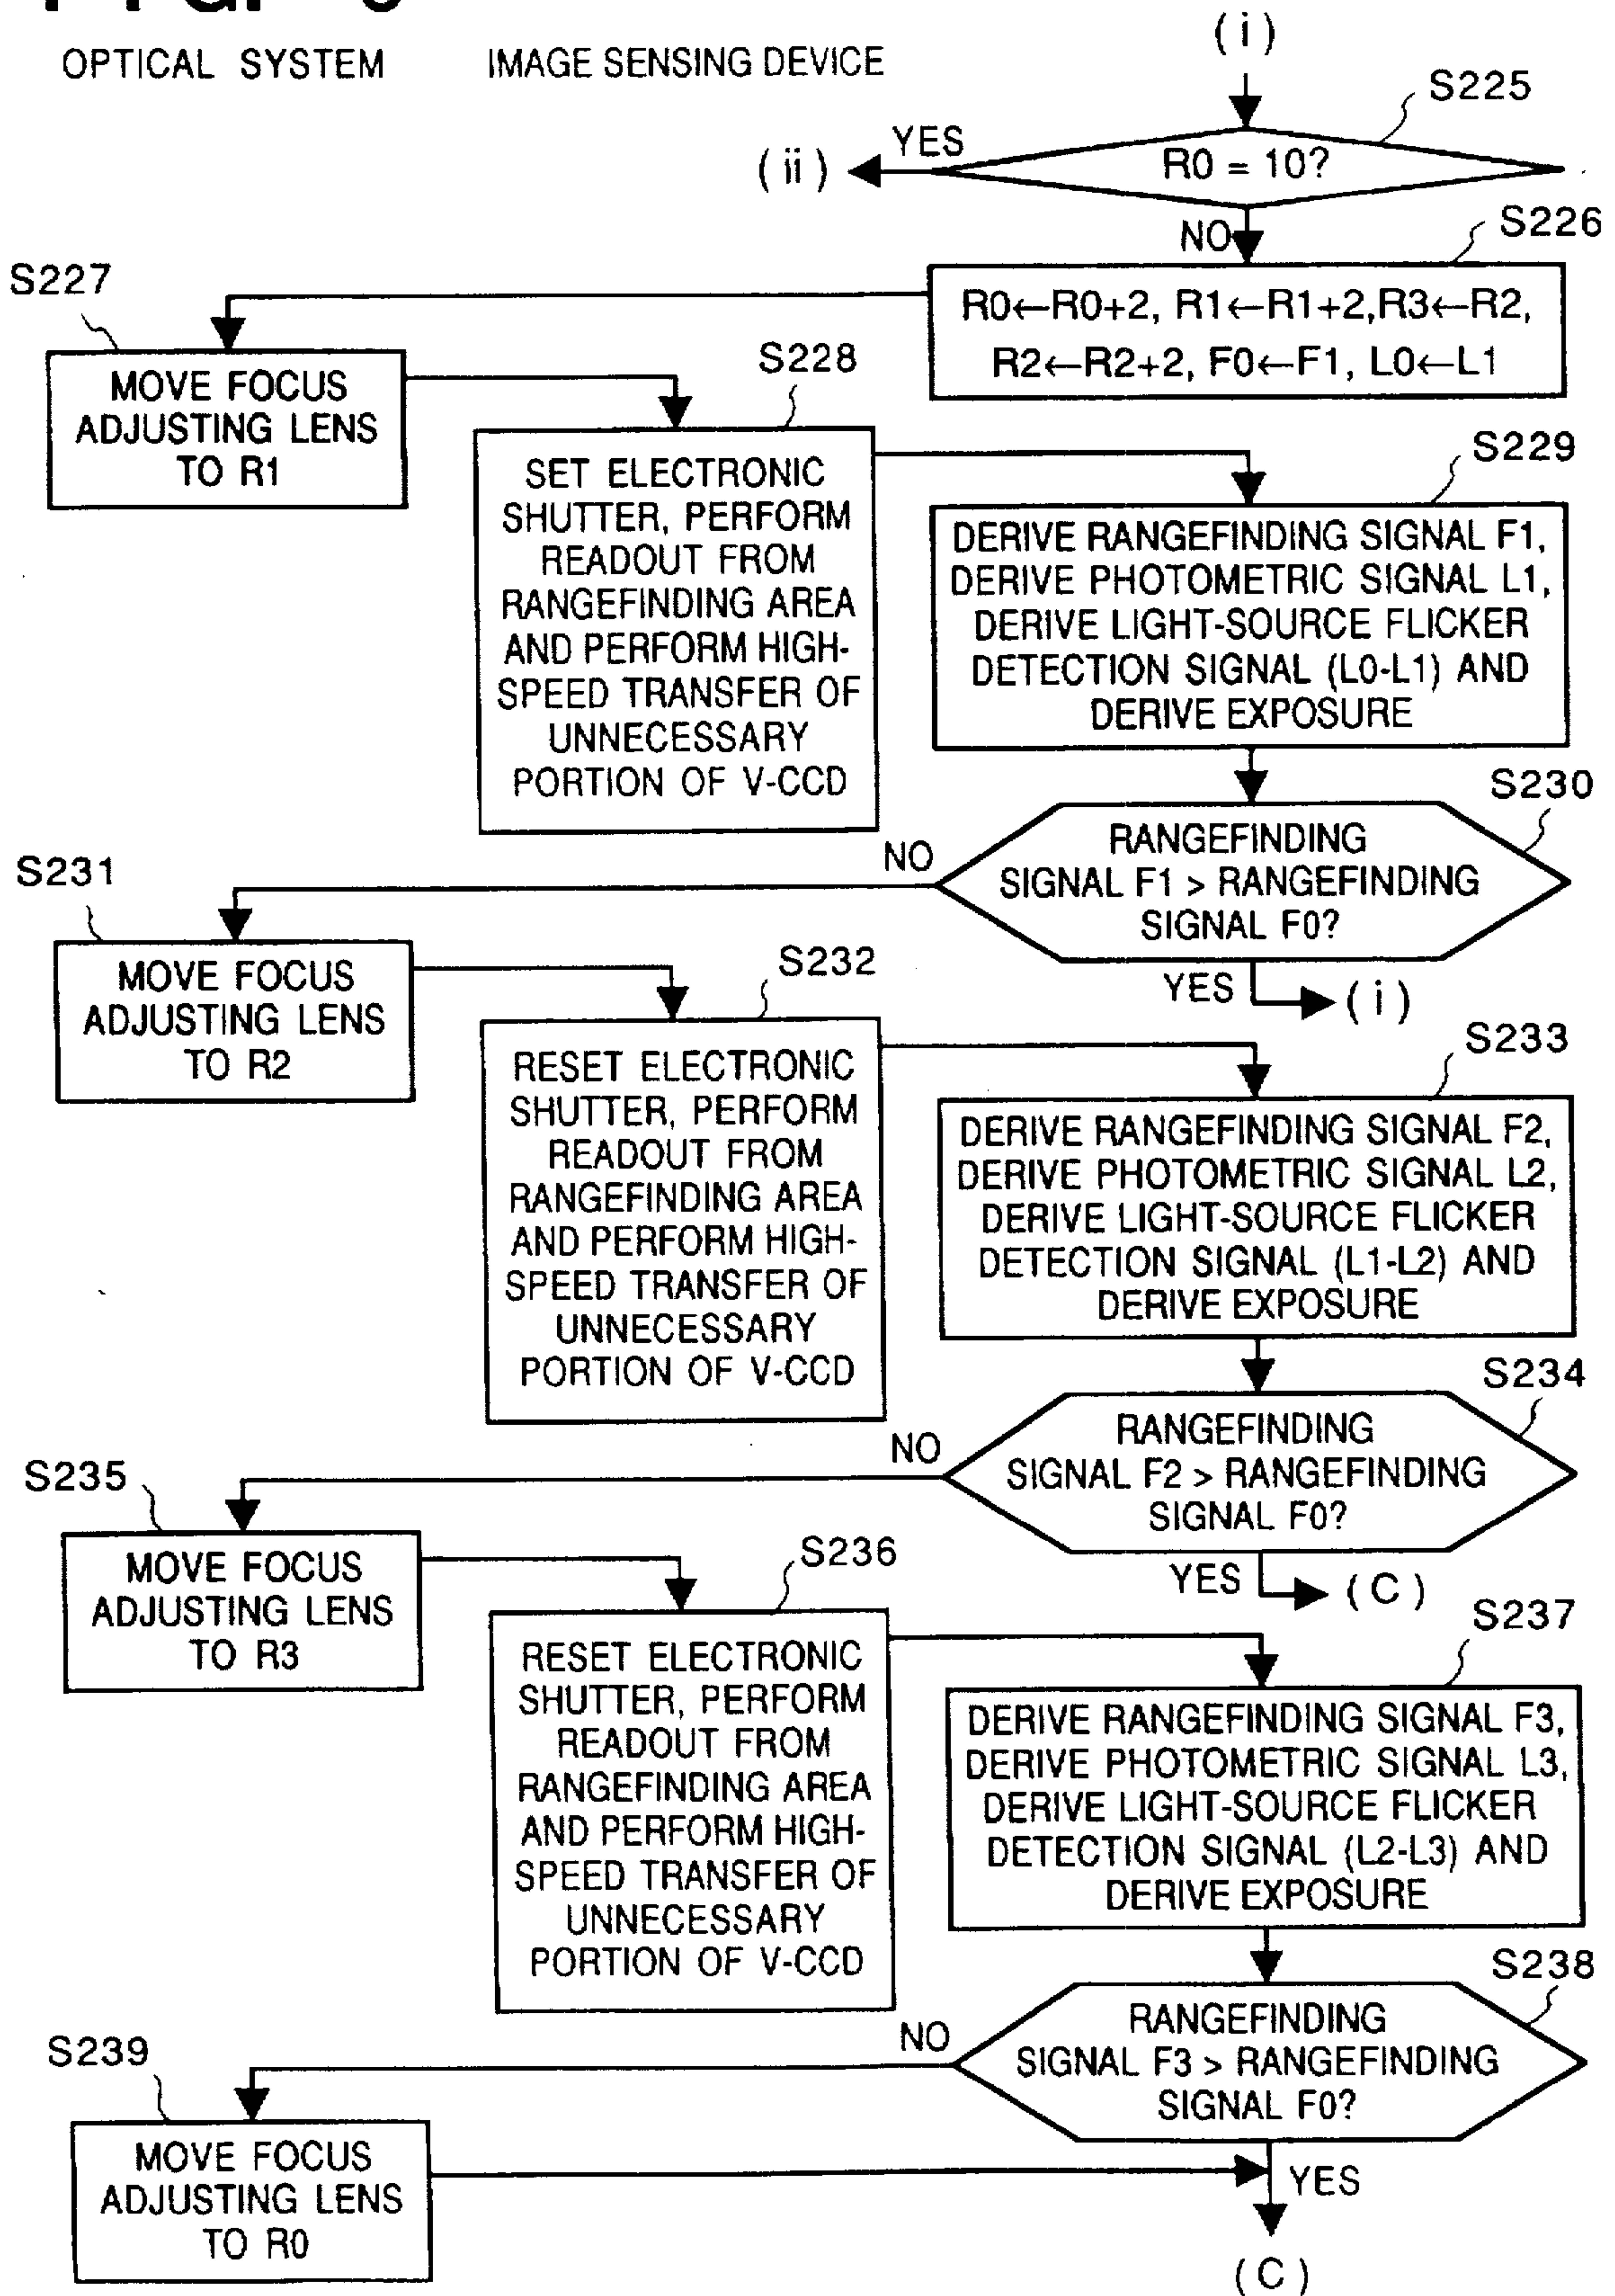 OPTICAL SYSTEM
IMAGE SENSING DEVICE
(i)
S225
R0 = 10?
YES
(ii)
NO
S226
R0←R0+2, R1←R1+2,R3←R2,
R2←R2+2, F0←F1, L0←L1
S227
MOVE FOCUS
ADJUSTING LENS
TO R1
S228
SET ELECTRONIC
SHUTTER, PERFORM
READOUT FROM
RANGEFINDING AREA
AND PERFORM HIGH-
SPEED TRANSFER OF
UNNECESSARY
PORTION OF V-CCD
S229
DERIVE RANGEFINDING SIGNAL F1,
DERIVE PHOTOMETRIC SIGNAL L1,
DERIVE LIGHT-SOURCE FLICKER
DETECTION SIGNAL (L0-L1) AND
DERIVE EXPOSURE
S230
RANGEFINDING
SIGNAL F1 > RANGEFINDING
SIGNAL F0?
NO
YES
(i)
S231
MOVE FOCUS
ADJUSTING LENS
TO R2
S232
RESET ELECTRONIC
SHUTTER, PERFORM
READOUT FROM
RANGEFINDING AREA
AND PERFORM HIGH-
SPEED TRANSFER OF
UNNECESSARY
PORTION OF V-CCD
S233
DERIVE RANGEFINDING SIGNAL F2,
DERIVE PHOTOMETRIC SIGNAL L2,
DERIVE LIGHT-SOURCE FLICKER
DETECTION SIGNAL (L1-L2) AND
DERIVE EXPOSURE
S234
RANGEFINDING
SIGNAL F2 > RANGEFINDING
SIGNAL F0?
NO
YES
(C)
S235
MOVE FOCUS
ADJUSTING LENS
TO R3
S236
RESET ELECTRONIC
SHUTTER, PERFORM
READOUT FROM
RANGEFINDING AREA
AND PERFORM HIGH-
SPEED TRANSFER OF
UNNECESSARY
PORTION OF V-CCD
S237
DERIVE RANGEFINDING SIGNAL F3,
DERIVE PHOTOMETRIC SIGNAL L3,
DERIVE LIGHT-SOURCE FLICKER
DETECTION SIGNAL (L2-L3) AND
DERIVE EXPOSURE
S238
RANGEFINDING
SIGNAL F3 > RANGEFINDING
SIGNAL F0?
NO
S239
MOVE FOCUS
ADJUSTING LENS
TO R0
YES
(C)